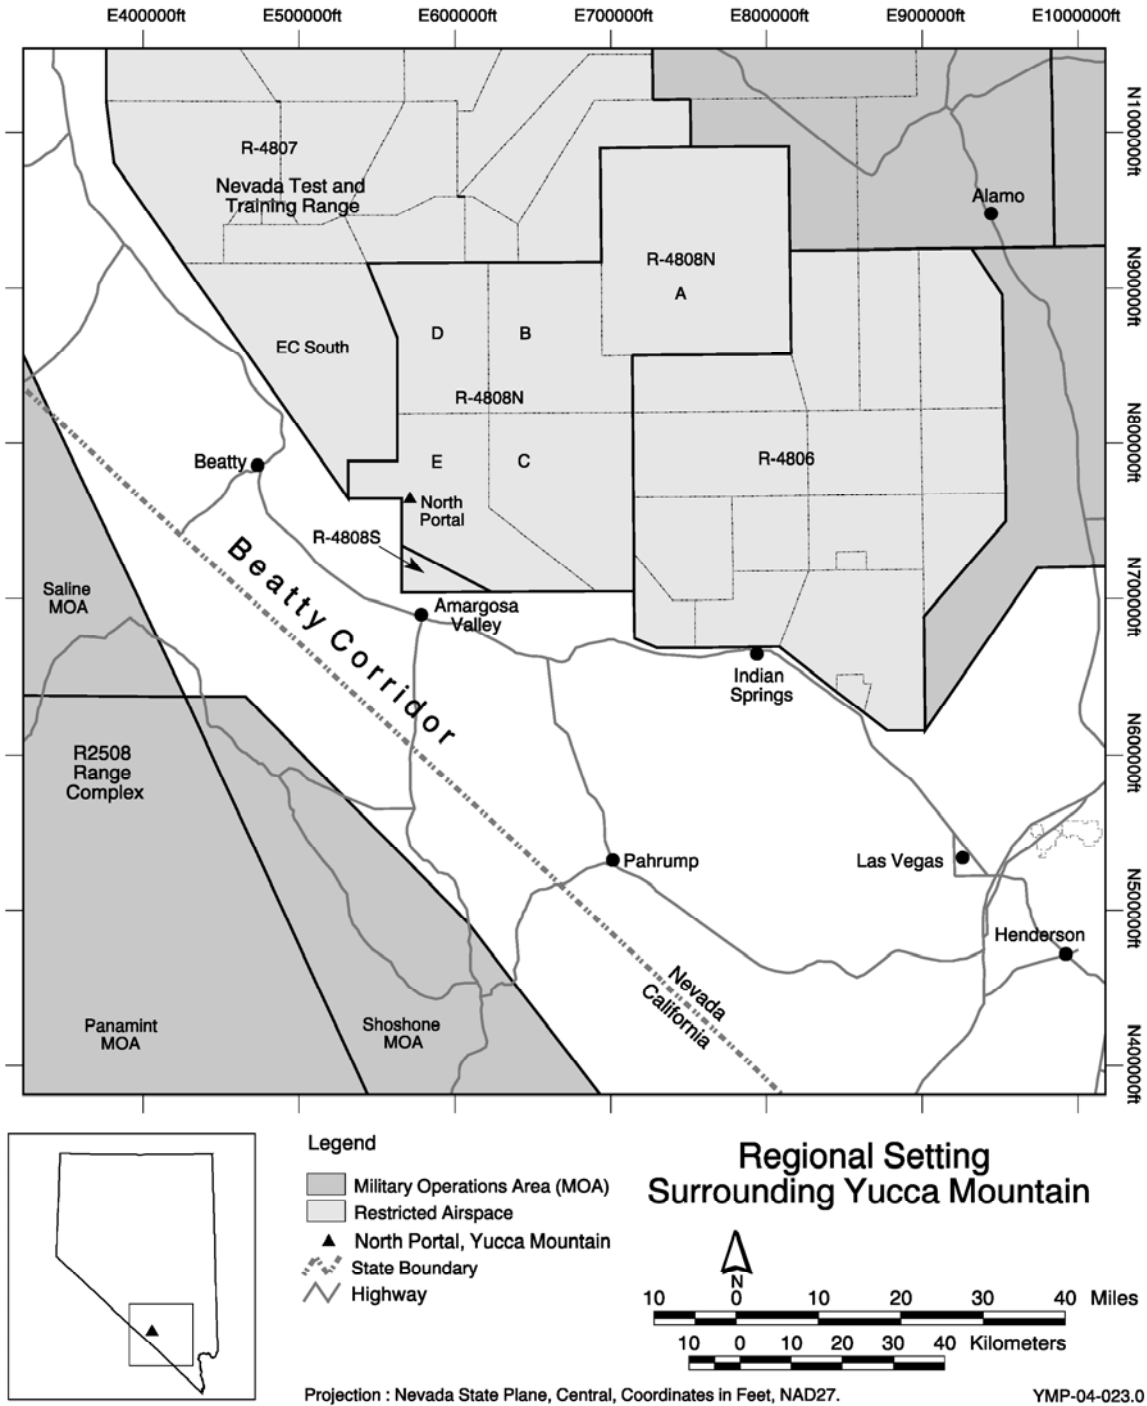 E400000ft E500000ft E600000ft E700000ft E800000ft E900000ft E1000000ft
N1000000ft
N900000ft
N800000ft
N700000ft
N600000ft
N500000ft
N400000ft
R-4807
Nevada Test and
Training Range
Alamo
R-4808N
A
EC South
D
B
R-4808N
Beatty
E
C
R-4806
North
Portal
R-4808S
Beatty Corridor
Saline
MOA
Amargosa
Valley
Indian
Springs
R2508
Range
Complex
Pahrump
Las Vegas
Henderson
Nevada
California
Panamint
MOA
Shoshone
MOA
Legend
Military Operations Area (MOA)
Restricted Airspace
North Portal, Yucca Mountain
State Boundary
Highway
Regional Setting
Surrounding Yucca Mountain
N
10 0 10 20 30 40 Miles
10 0 10 20 30 40 Kilometers
Projection : Nevada State Plane, Central, Coordinates in Feet, NAD27.
YMP-04-023.0